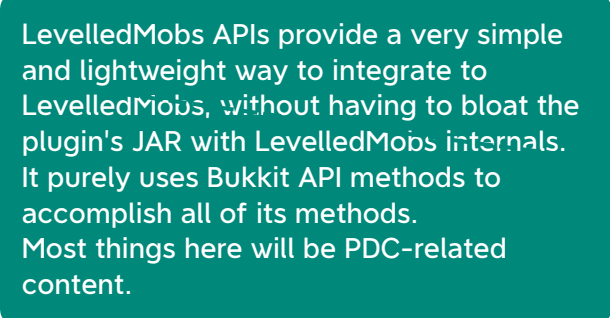 LevelledMobs APIs provide a very simple
and lightweight way to integrate to
LevelledMobs, without having to bloat the
plugin's JAR with LevelledMobs internals.
It purely uses Bukkit API methods to
accomplish all of its methods.
Most things here will be PDC-related
content.